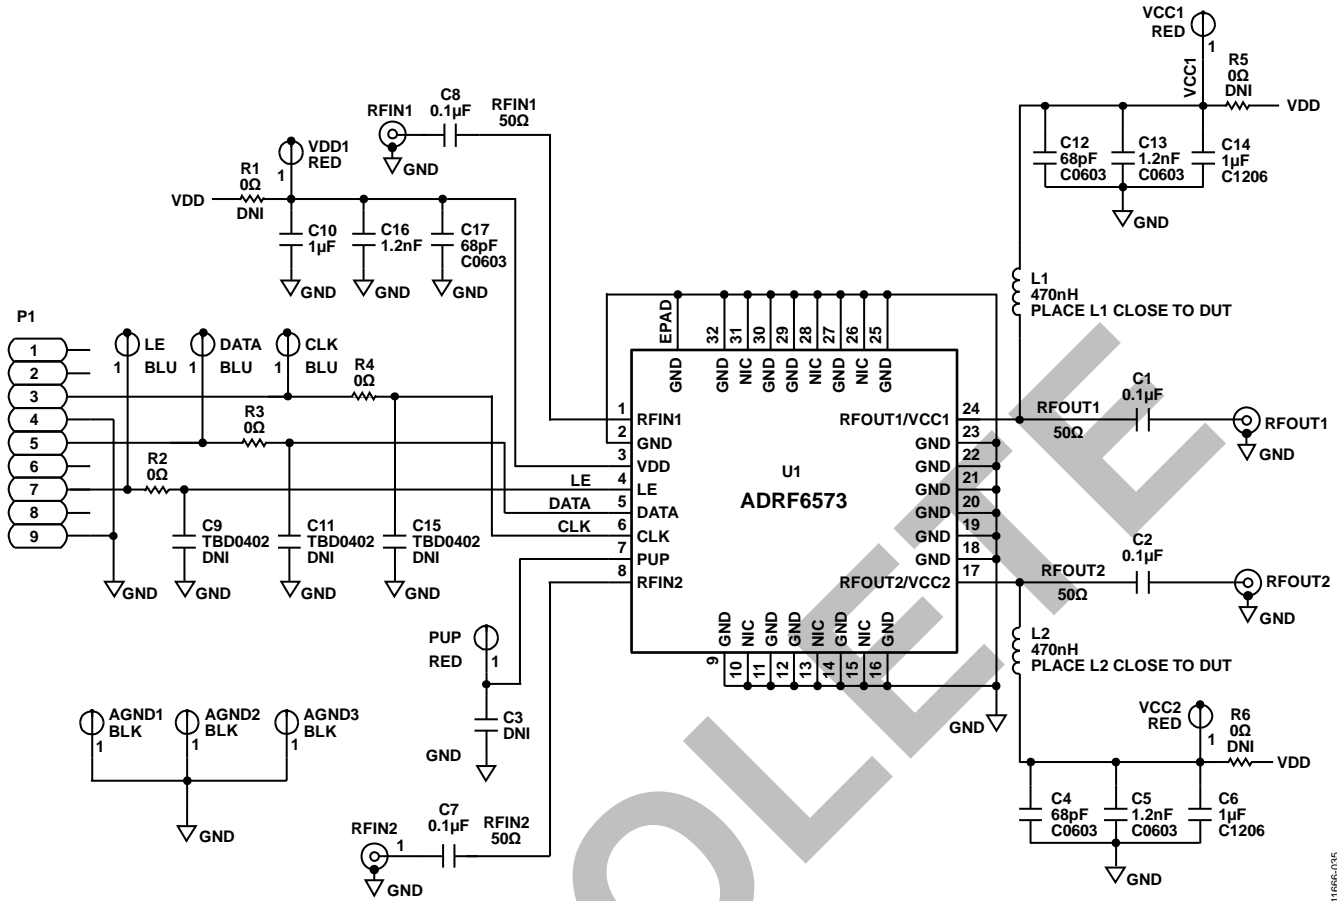 VCC1
RED
1
VCC1
R5
0Ω
DNI
VDD
C12
68pF
C0603
C13
1.2nF
C0603
C14
1µF
C1206
GND
L1
470nH
PLACE L1 CLOSE TO DUT
RFIN1
C8
0.1µF
RFIN1
50Ω
GND
VDD1
RED
1
R1
0Ω
DNI
VDD
C10
1µF
C16
1.2nF
C17
68pF
C0603
GND
GND
GND
P1
1
2
3
4
5
6
7
8
9
LE
BLU
1
DATA
BLU
1
CLK
BLU
1
R4
0Ω
R3
0Ω
R2
0Ω
C9
TBD0402
DNI
C11
TBD0402
DNI
C15
TBD0402
DNI
GND
GND
GND
GND
LE
DATA
CLK
EPAD
32
31
30
29
28
27
26
25
GND
GND
NIC
GND
GND
NIC
GND
NIC
GND
1
RFIN1
2
GND
3
VDD
4
LE
5
DATA
6
CLK
7
PUP
8
RFIN2
U1
ADRF6573
RFOUT1/VCC1
24
GND
23
GND
22
GND
21
GND
20
GND
19
GND
18
RFOUT2/VCC2
17
GND
NIC
GND
GND
NIC
GND
NIC
GND
9
10
11
12
13
14
15
16
GND
RFOUT1
50Ω
C1
0.1µF
RFOUT1
GND
RFOUT2
50Ω
C2
0.1µF
RFOUT2
GND
L2
470nH
PLACE L2 CLOSE TO DUT
VCC2
RED
1
R6
0Ω
DNI
VDD
C4
68pF
C0603
C5
1.2nF
C0603
C6
1µF
C1206
GND
PUP
RED
1
C3
DNI
GND
AGND1
BLK
1
AGND2
BLK
1
AGND3
BLK
1
GND
RFIN2
1
C7
0.1µF
RFIN2
50Ω
GND
OLETE
11666-035